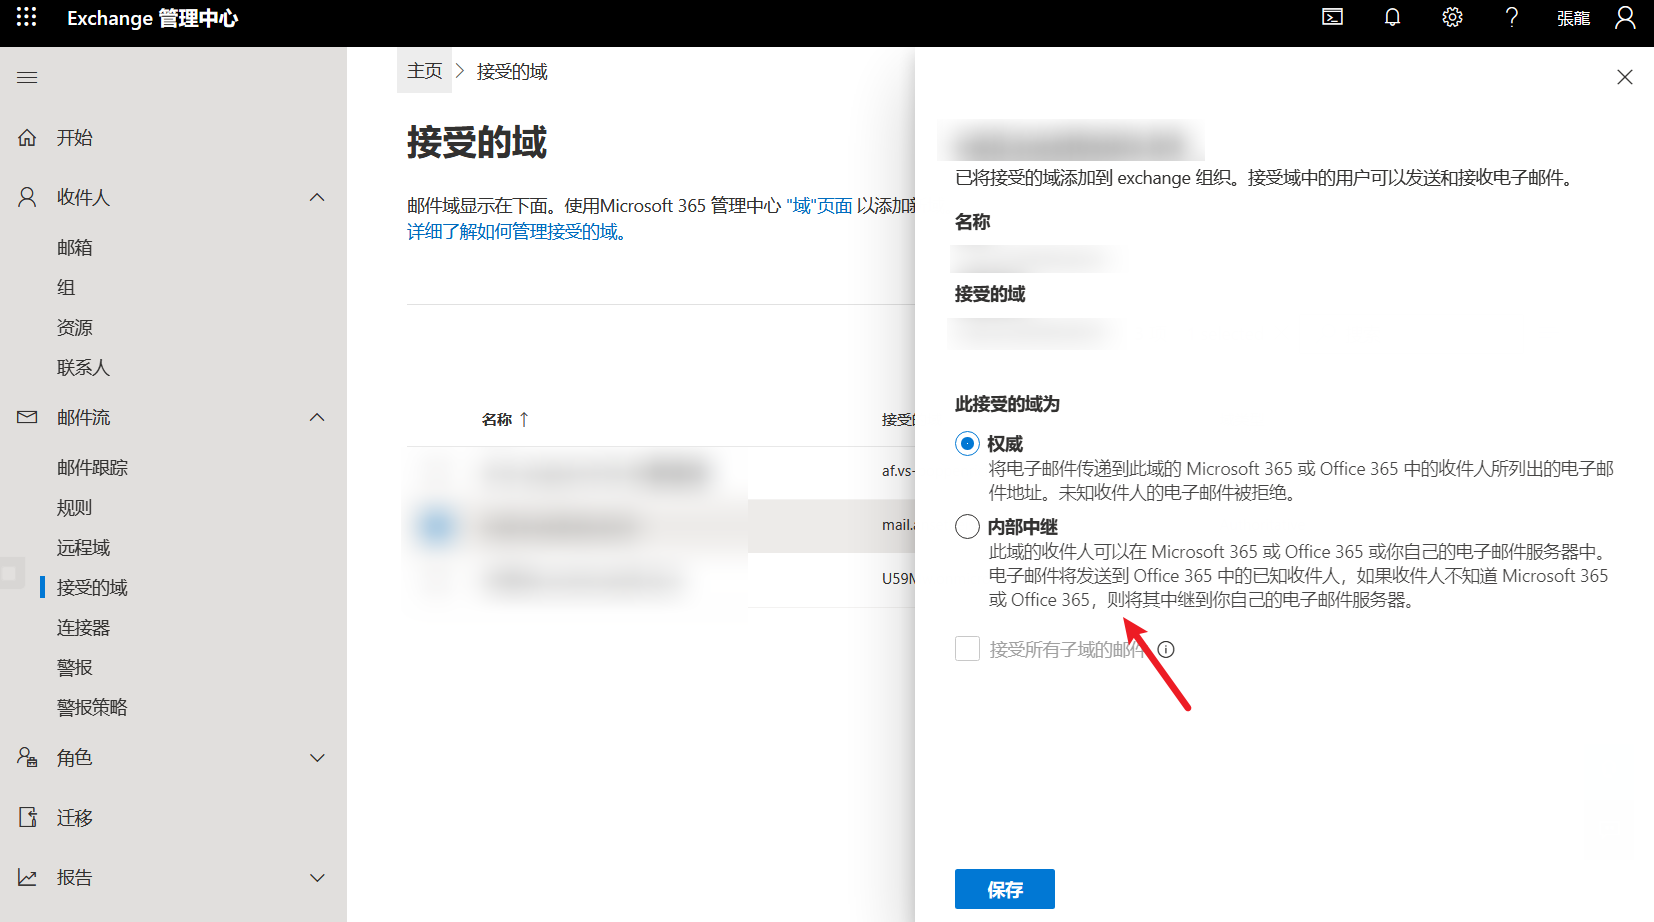 Exchange 管理中心
張龍
开始
收件人
邮箱
组
资源
联系人
邮件流
邮件跟踪
规则
远程域
接受的域
连接器
警报
警报策略
角色
迁移
报告
主页 > 接受的域
接受的域
邮件域显示在下面。使用Microsoft 365 管理中心 "域"页面 以添加
详细了解如何管理接受的域。
名称 ↑
接受
af.vs-
mail.
U59
已将接受的域添加到 exchange 组织。接受域中的用户可以发送和接收电子邮件。
名称
接受的域
此接受的域为
权威
将电子邮件传递到此域的 Microsoft 365 或 Office 365 中的收件人所列出的电子邮
件地址。未知收件人的电子邮件被拒绝。
内部中继
此域的收件人可以在 Microsoft 365 或 Office 365 或你自己的电子邮件服务器中。
电子邮件将发送到 Office 365 中的已知收件人，如果收件人不知道 Microsoft 365
或 Office 365，则将其中继到你自己的电子邮件服务器。
接受所有子域的邮件
保存